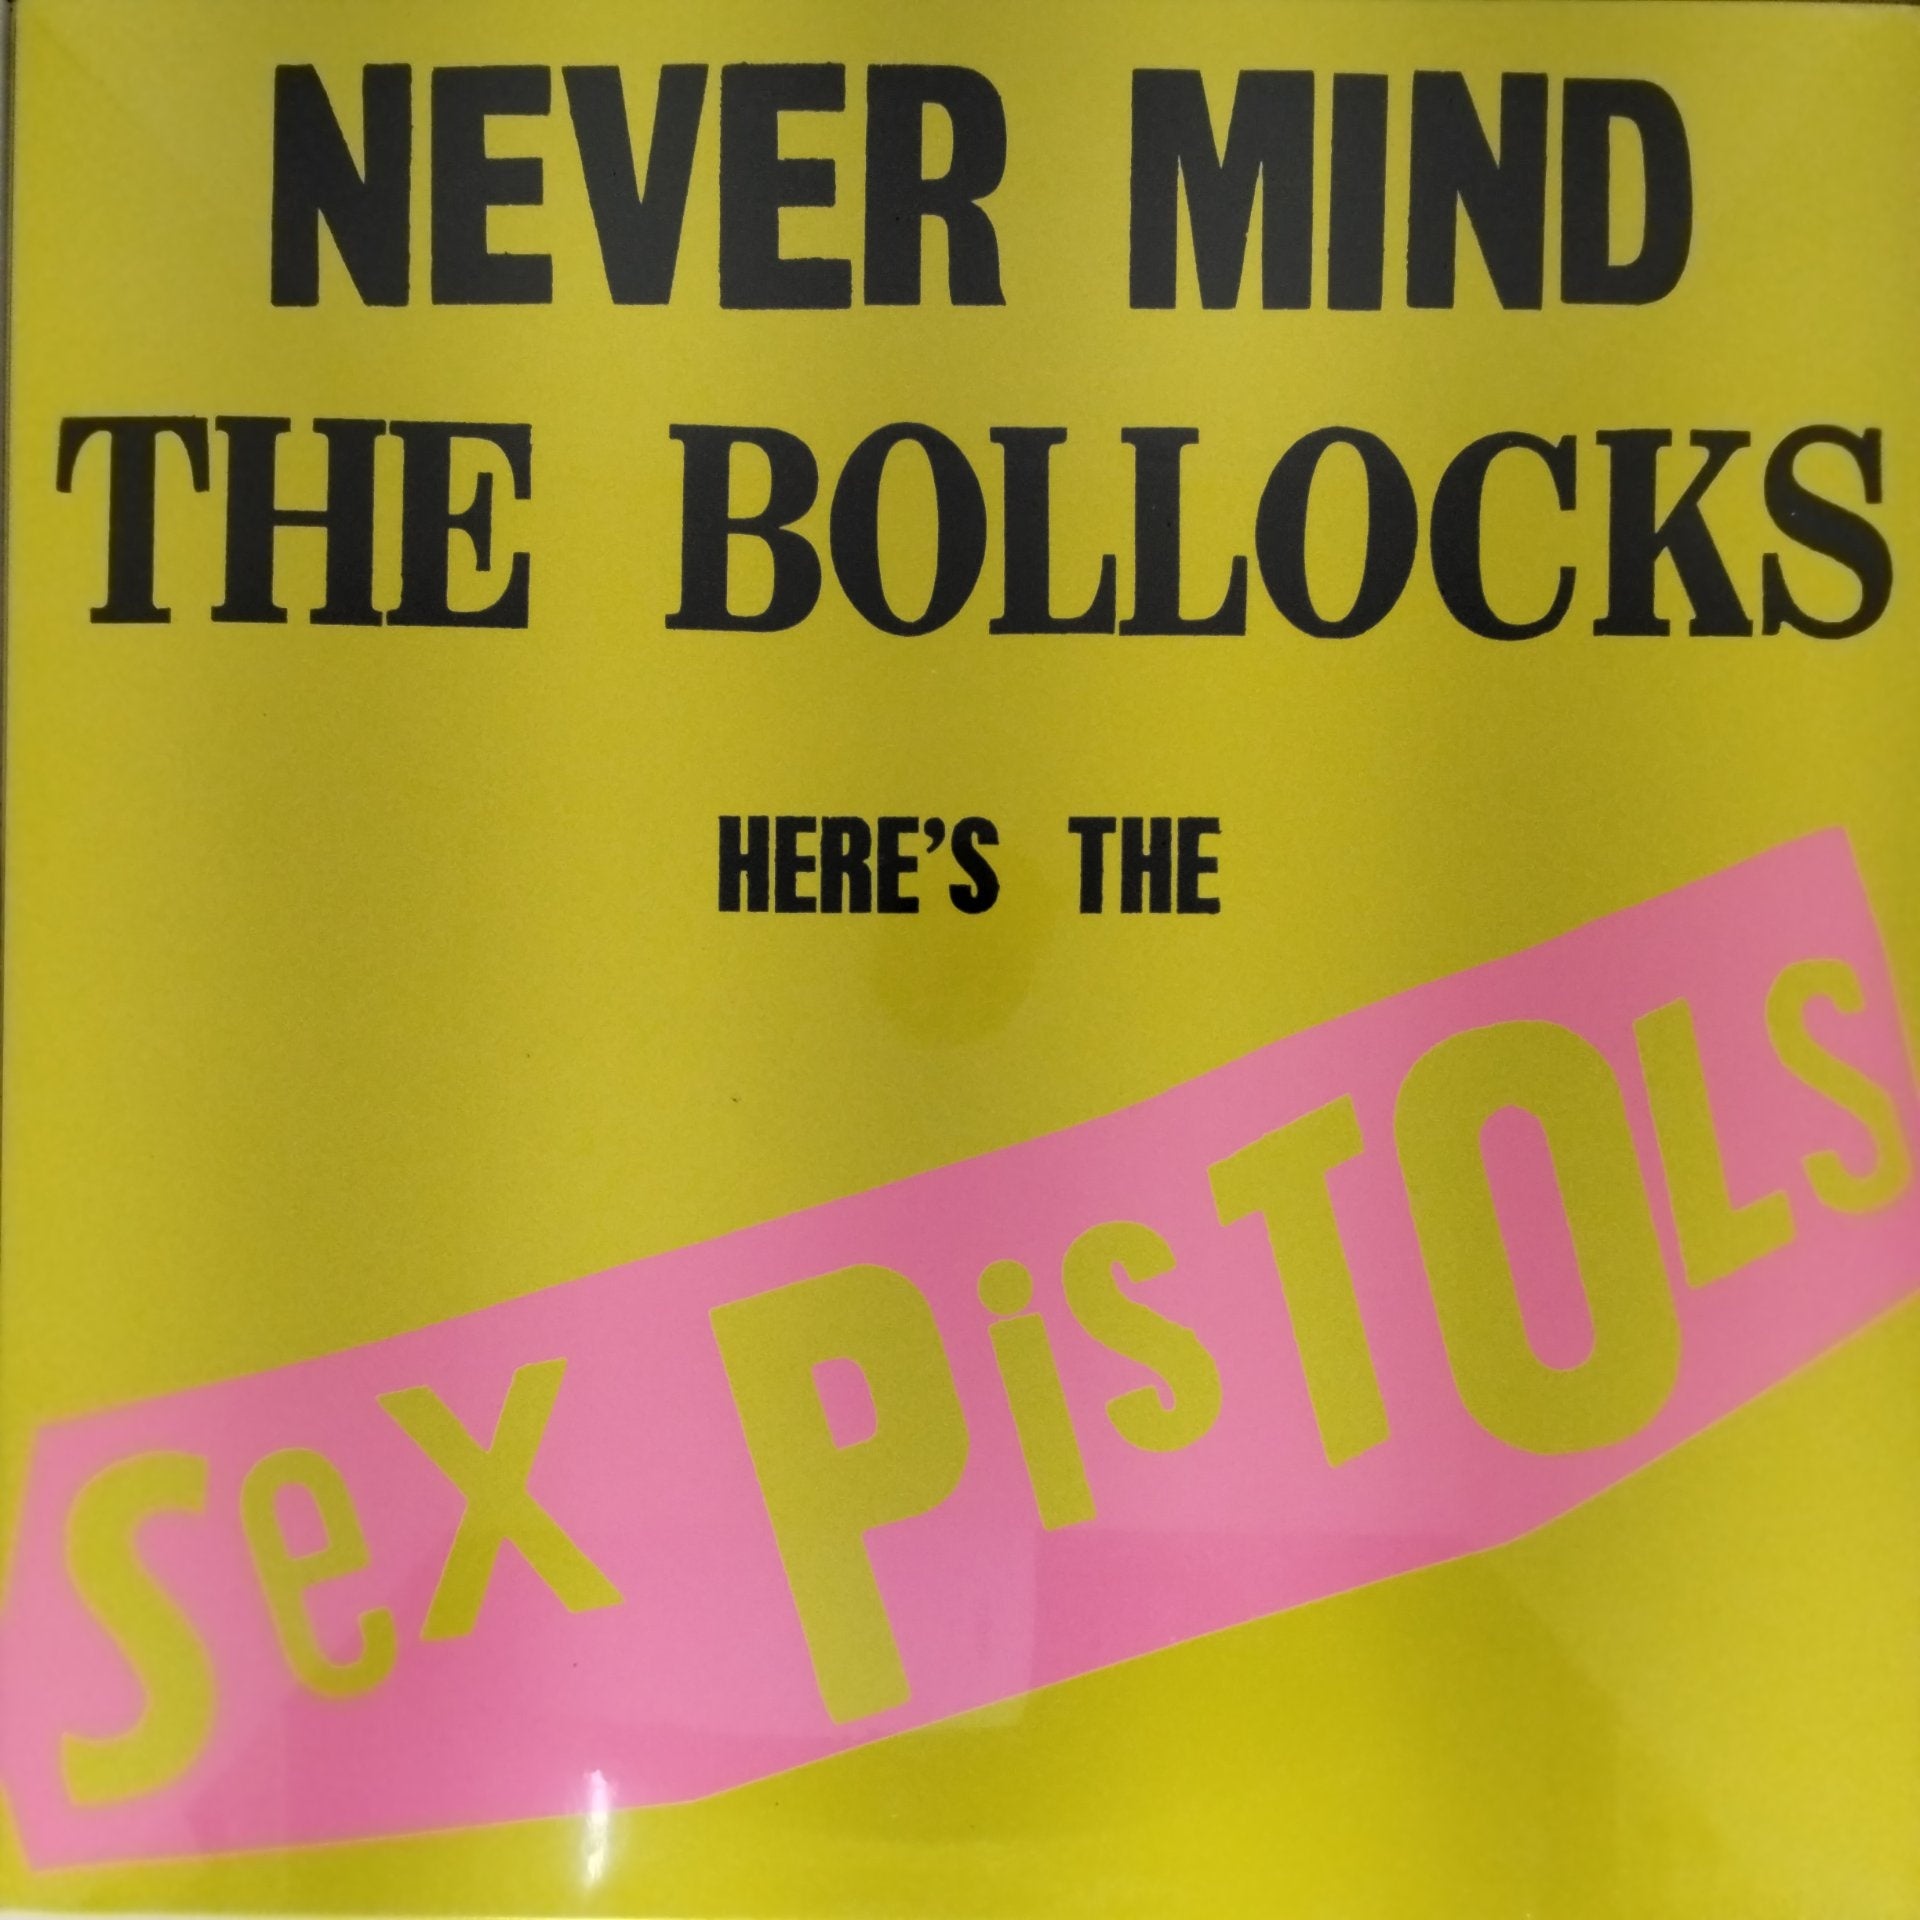 NEVER MIND
THE BOLLOCKS
HERE'S THE
SeX PiSTOLS